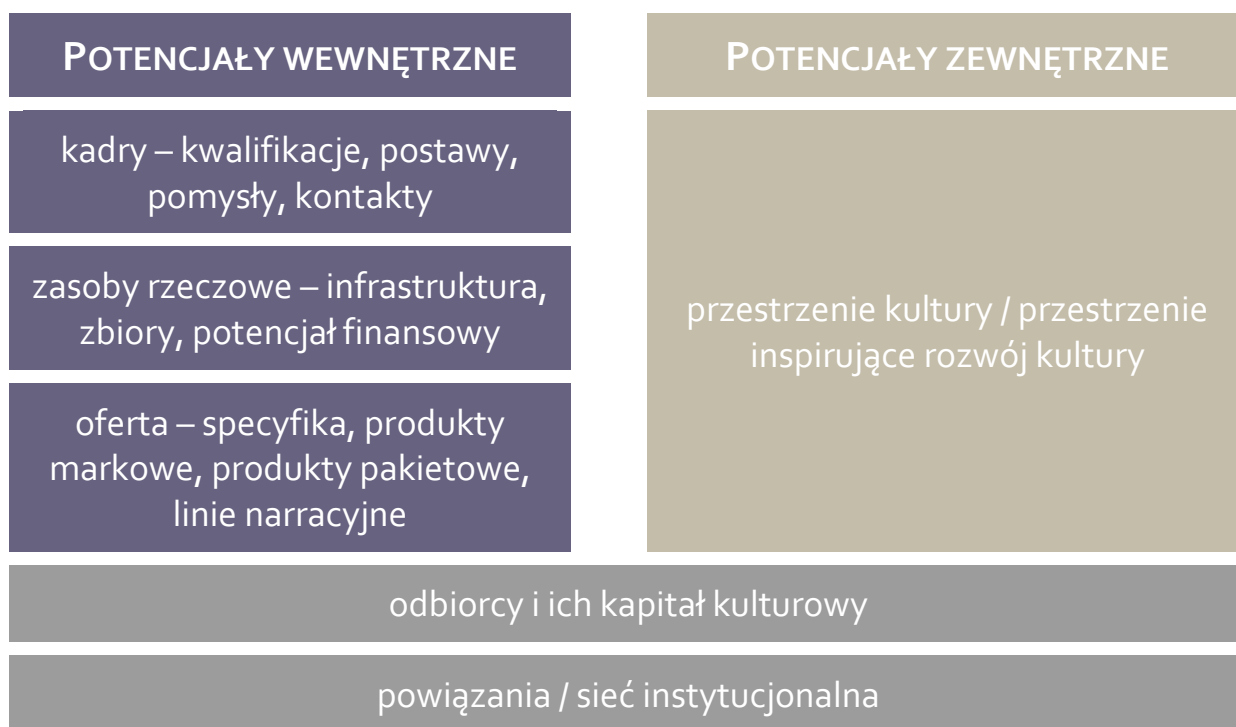 POTENCJAŁY WEWNĘTRZNE
POTENCJAŁY ZEWNĘTRZNE
kadry – kwalifikacje, postawy,
pomysły, kontakty
zasoby rzeczowe – infrastruktura,
zbiory, potencjał finansowy
oferta – specyfika, produkty
markowe, produkty pakietowe,
linie narracyjne
przestrzenie kultury / przestrzenie
inspirujące rozwój kultury
odbiorcy i ich kapitał kulturowy
powiązania / sieć instytucjonalna